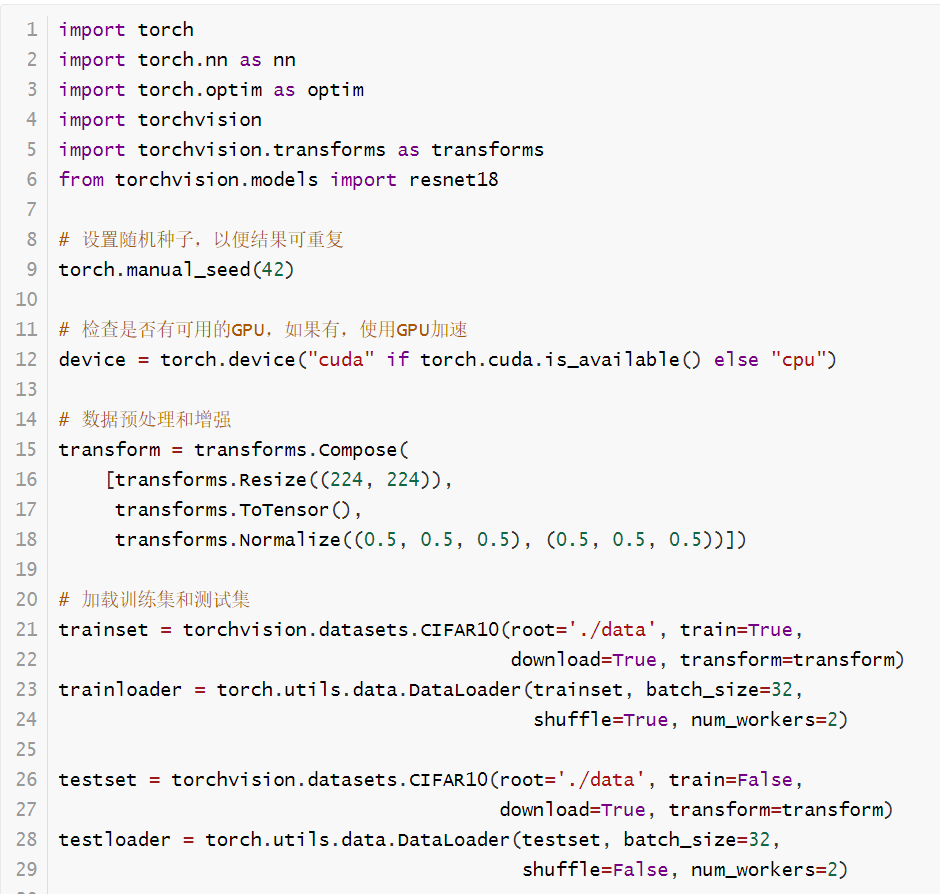 1 import torch
2 import torch.nn as nn
3 import torch.optim as optim
4 import torchvision
5 import torchvision.transforms as transforms
6 from torchvision.models import resnet18
7
8 # 设置随机种子，以便结果可重复
9 torch.manual_seed(42)
10
11 # 检查是否有可用的GPU，如果有，使用GPU加速
12 device = torch.device("cuda" if torch.cuda.is_available() else "cpu")
13
14 # 数据预处理和增强
15 transform = transforms.Compose(
16     [transforms.Resize((224, 224)),
17      transforms.ToTensor(),
18      transforms.Normalize((0.5, 0.5, 0.5), (0.5, 0.5, 0.5))])
19
20 # 加载训练集和测试集
21 trainset = torchvision.datasets.CIFAR10(root='./data', train=True,
22                                         download=True, transform=transform)
23 trainloader = torch.utils.data.DataLoader(trainset, batch_size=32,
24                                           shuffle=True, num_workers=2)
25
26 testset = torchvision.datasets.CIFAR10(root='./data', train=False,
27                                        download=True, transform=transform)
28 testloader = torch.utils.data.DataLoader(testset, batch_size=32,
29                                          shuffle=False, num_workers=2)